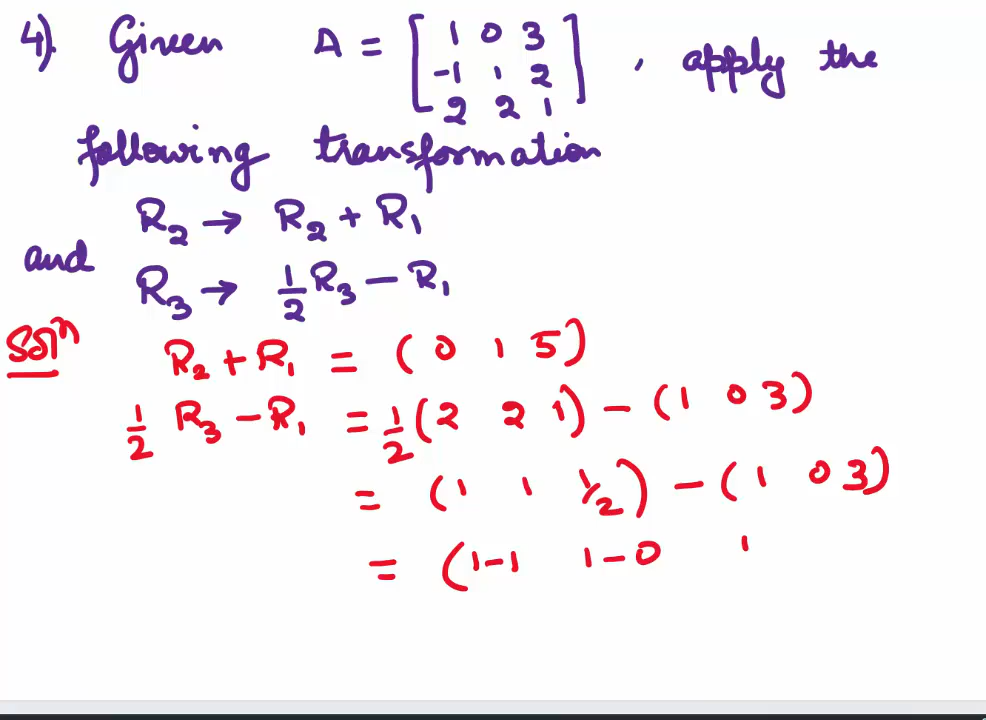 4). Given A = [ 1 0 3
-1 1 2
2 2 1 ] , apply the
following transformation
R₂ → R₂ + R₁
and
R₃ → 1/2 R₃ − R₁
Solⁿ R₂ + R₁ = ( 0 1 5 )
1/2 R₃ − R₁ = 1/2 ( 2 2 1 ) − ( 1 0 3 )
= ( 1 1 1/2 ) − ( 1 0 3 )
= ( 1−1 1−0 1